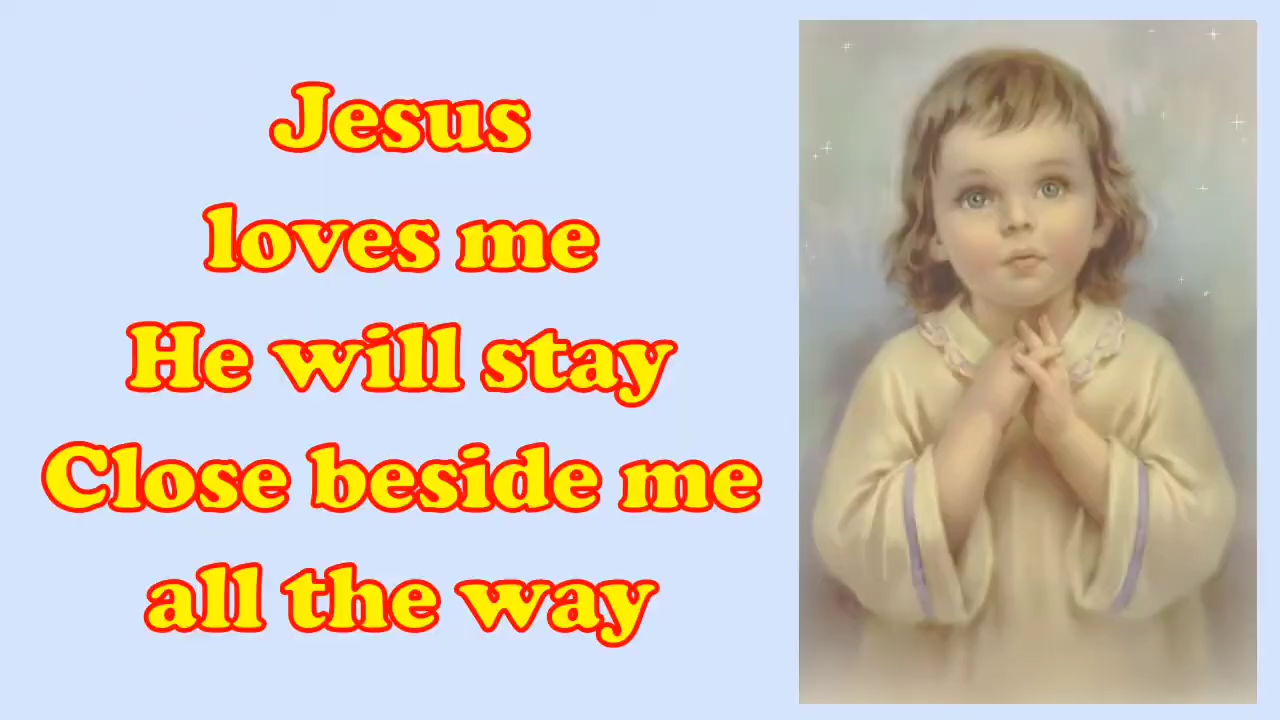 Jesus
loves me
He will stay
Close beside me
all the way